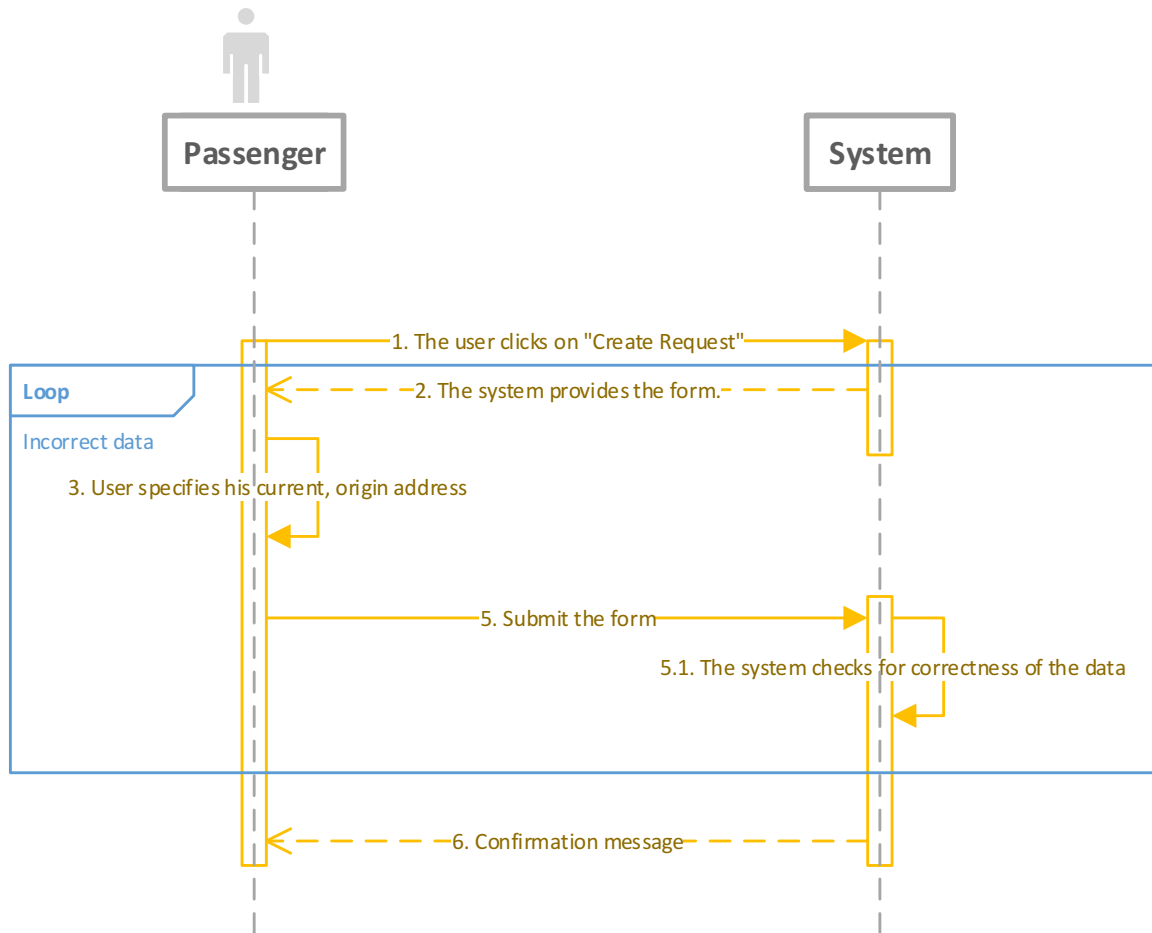 Passenger
System
1. The user clicks on "Create Request"
Loop
2. The system provides the form.
Incorrect data
3. User specifies his current, origin address
5. Submit the form
5.1. The system checks for correctness of the data
6. Confirmation message